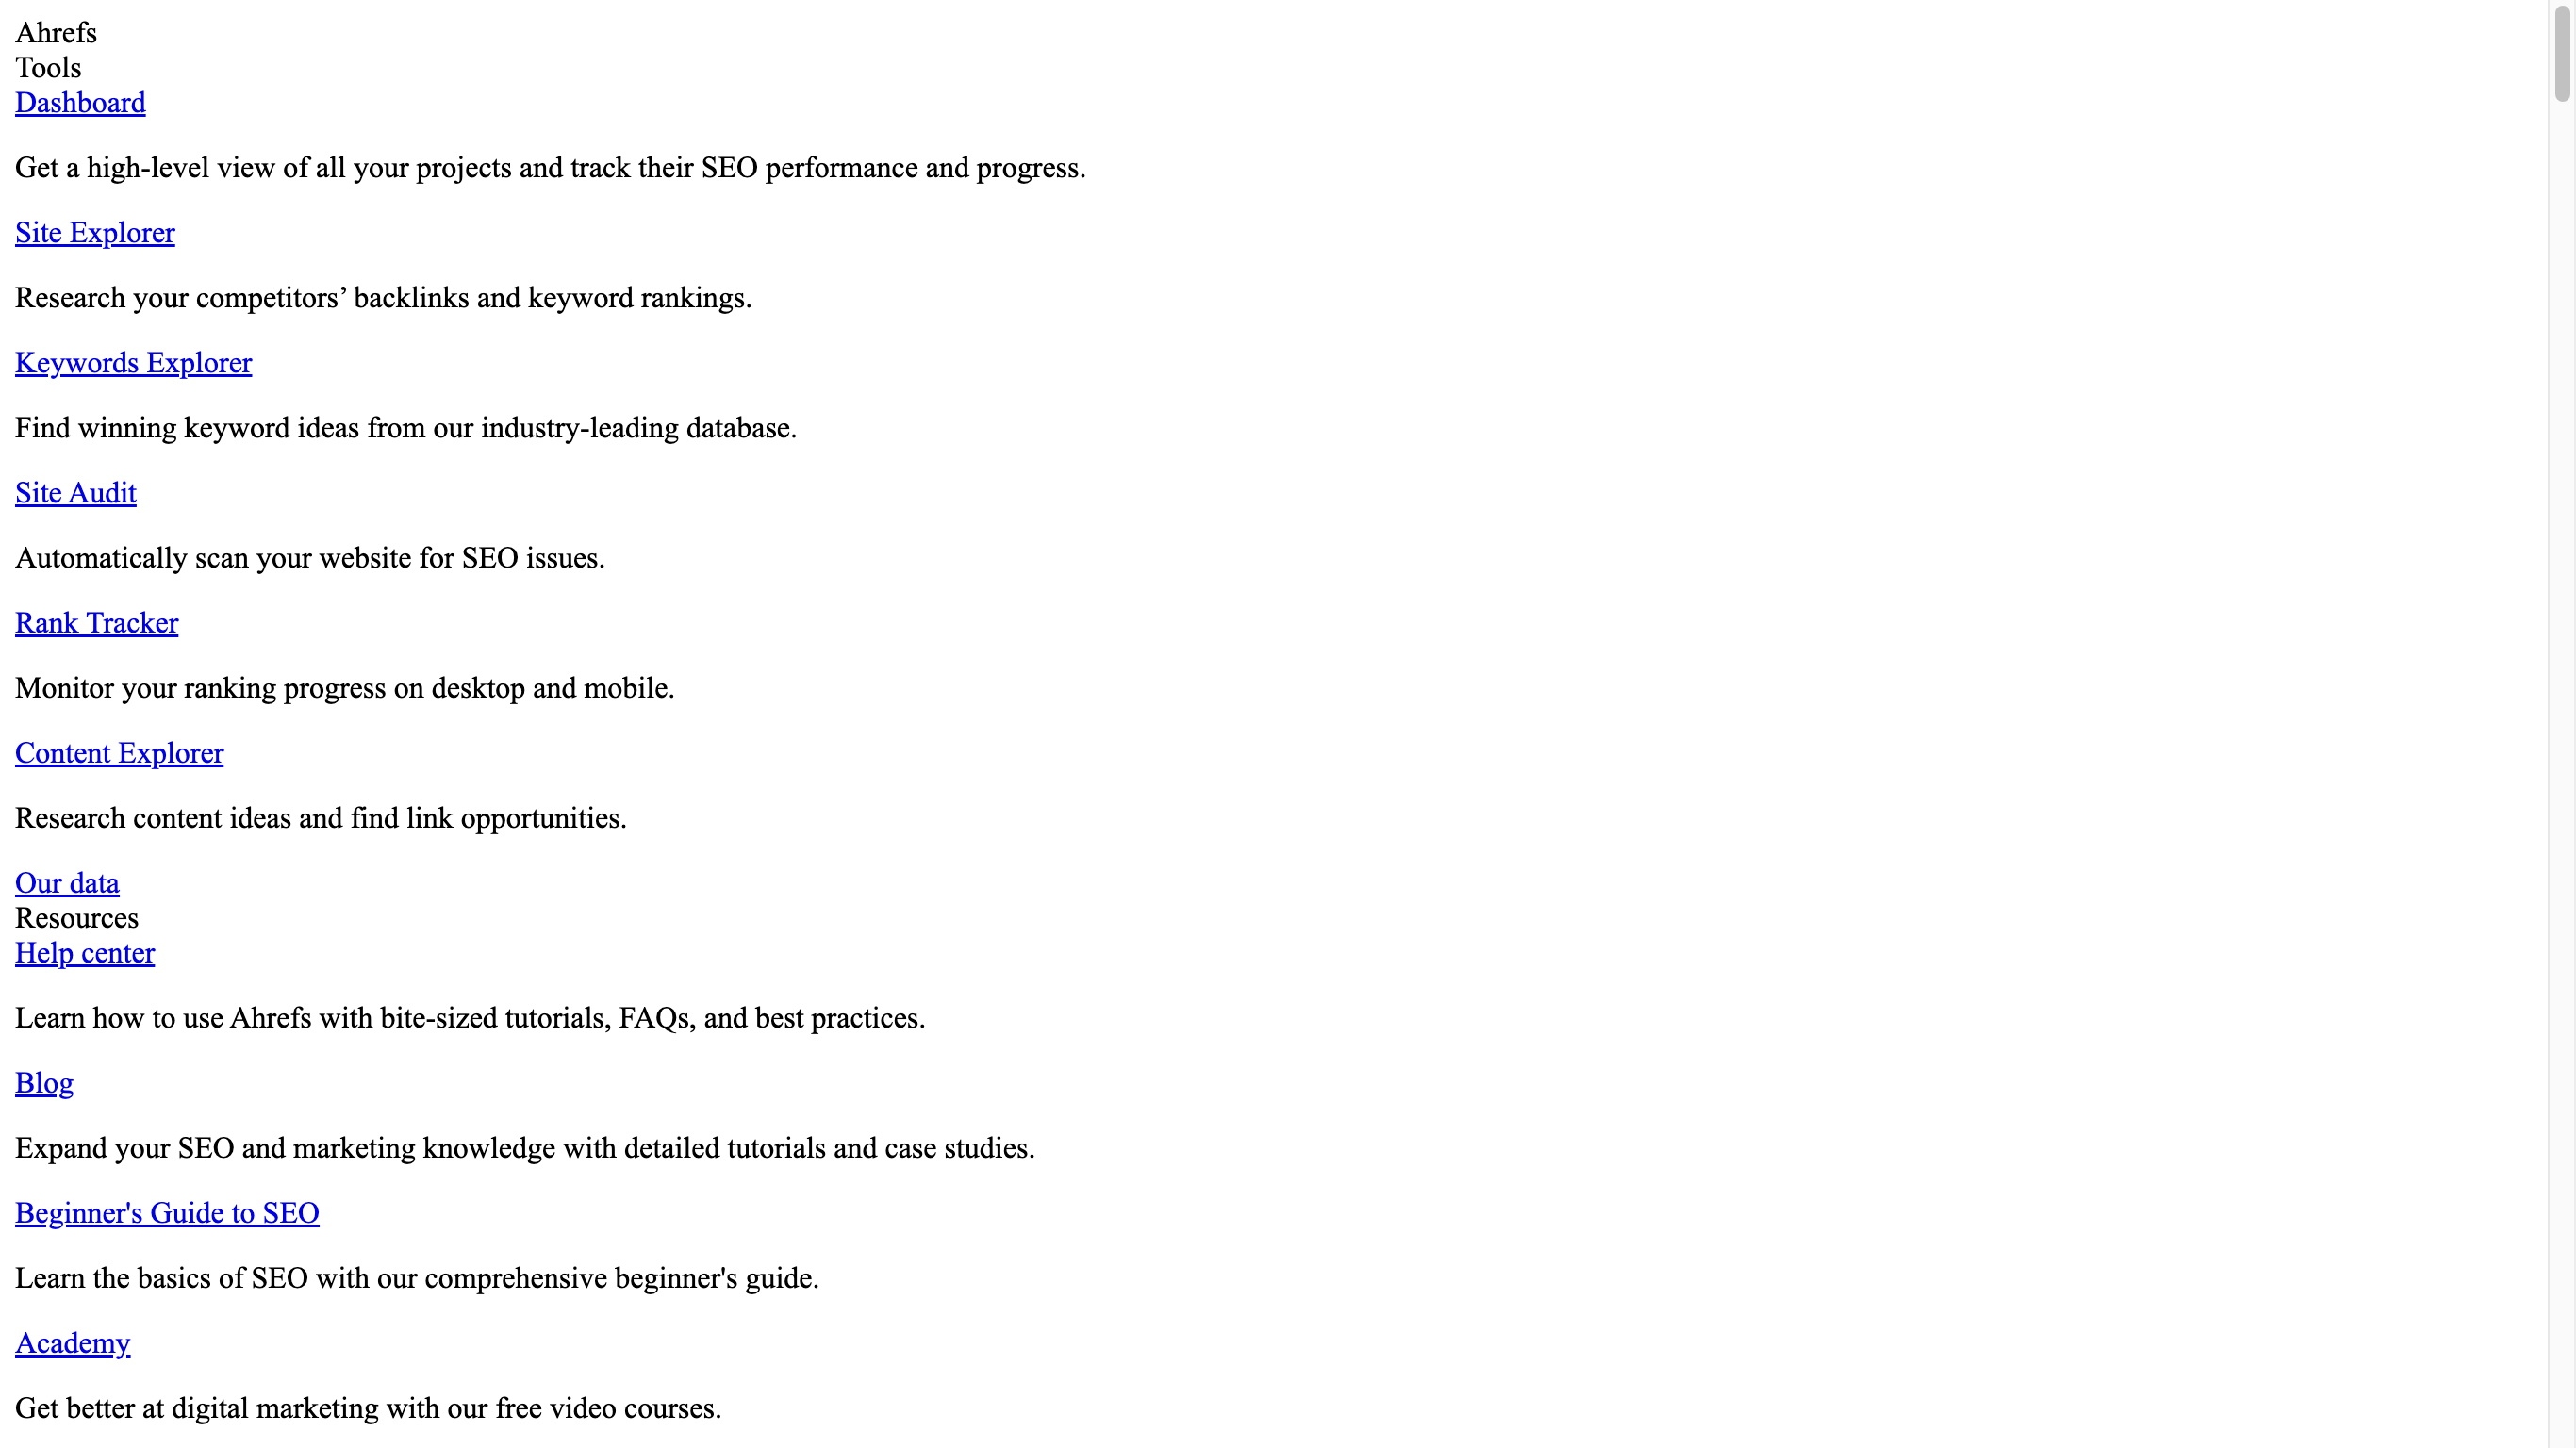 Ahrefs
Tools
Dashboard
Get a high-level view of all your projects and track their SEO performance and progress.
Site Explorer
Research your competitors’ backlinks and keyword rankings.
Keywords Explorer
Find winning keyword ideas from our industry-leading database.
Site Audit
Automatically scan your website for SEO issues.
Rank Tracker
Monitor your ranking progress on desktop and mobile.
Content Explorer
Research content ideas and find link opportunities.
Our data
Resources
Help center
Learn how to use Ahrefs with bite-sized tutorials, FAQs, and best practices.
Blog
Expand your SEO and marketing knowledge with detailed tutorials and case studies.
Beginner's Guide to SEO
Learn the basics of SEO with our comprehensive beginner's guide.
Academy
Get better at digital marketing with our free video courses.